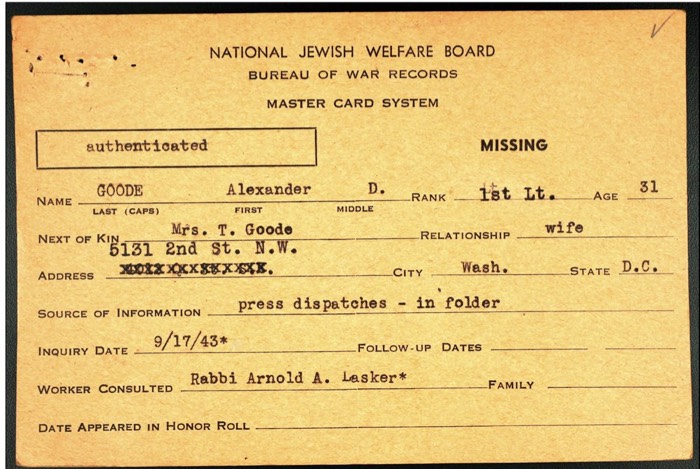 NATIONAL JEWISH WELFARE BOARD
BUREAU OF WAR RECORDS
MASTER CARD SYSTEM
authenticated MISSING
NAME GOODE Alexander D. RANK 1st Lt. AGE 31
LAST (CAPS) FIRST MIDDLE
NEXT OF KIN Mrs. T. Goode RELATIONSHIP wife
5131 2nd St. N.W.
ADDRESS CITY Wash. STATE D.C.
SOURCE OF INFORMATION press dispatches - in folder
INQUIRY DATE 9/17/43* FOLLOW-UP DATES
WORKER CONSULTED Rabbi Arnold A. Lasker* FAMILY
DATE APPEARED IN HONOR ROLL